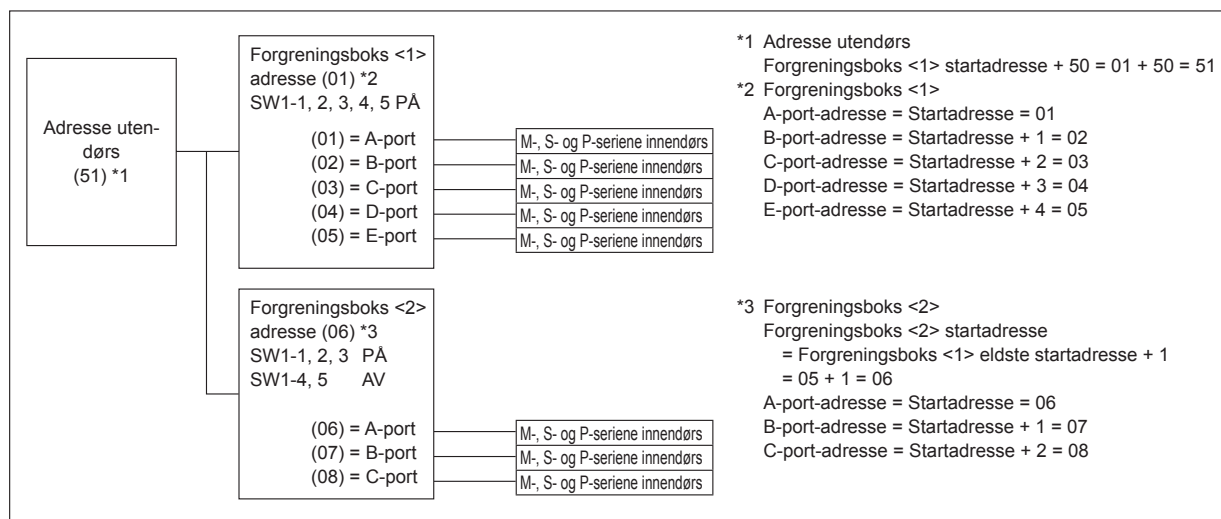 Adresse uten-
dørs
(51) *1
Forgreningsboks <1>
adresse (01) *2
SW1-1, 2, 3, 4, 5 PÅ
(01) = A-port
(02) = B-port
(03) = C-port
(04) = D-port
(05) = E-port
M-, S- og P-seriene innendørs
M-, S- og P-seriene innendørs
M-, S- og P-seriene innendørs
M-, S- og P-seriene innendørs
M-, S- og P-seriene innendørs
Forgreningsboks <2>
adresse (06) *3
SW1-1, 2, 3 PÅ
SW1-4, 5 AV
(06) = A-port
(07) = B-port
(08) = C-port
M-, S- og P-seriene innendørs
M-, S- og P-seriene innendørs
M-, S- og P-seriene innendørs
*1 Adresse utendørs
Forgreningsboks <1> startadresse + 50 = 01 + 50 = 51
*2 Forgreningsboks <1>
A-port-adresse = Startadresse = 01
B-port-adresse = Startadresse + 1 = 02
C-port-adresse = Startadresse + 2 = 03
D-port-adresse = Startadresse + 3 = 04
E-port-adresse = Startadresse + 4 = 05
*3 Forgreningsboks <2>
Forgreningsboks <2> startadresse
= Forgreningsboks <1> eldste startadresse + 1
= 05 + 1 = 06
A-port-adresse = Startadresse = 06
B-port-adresse = Startadresse + 1 = 07
C-port-adresse = Startadresse + 2 = 08